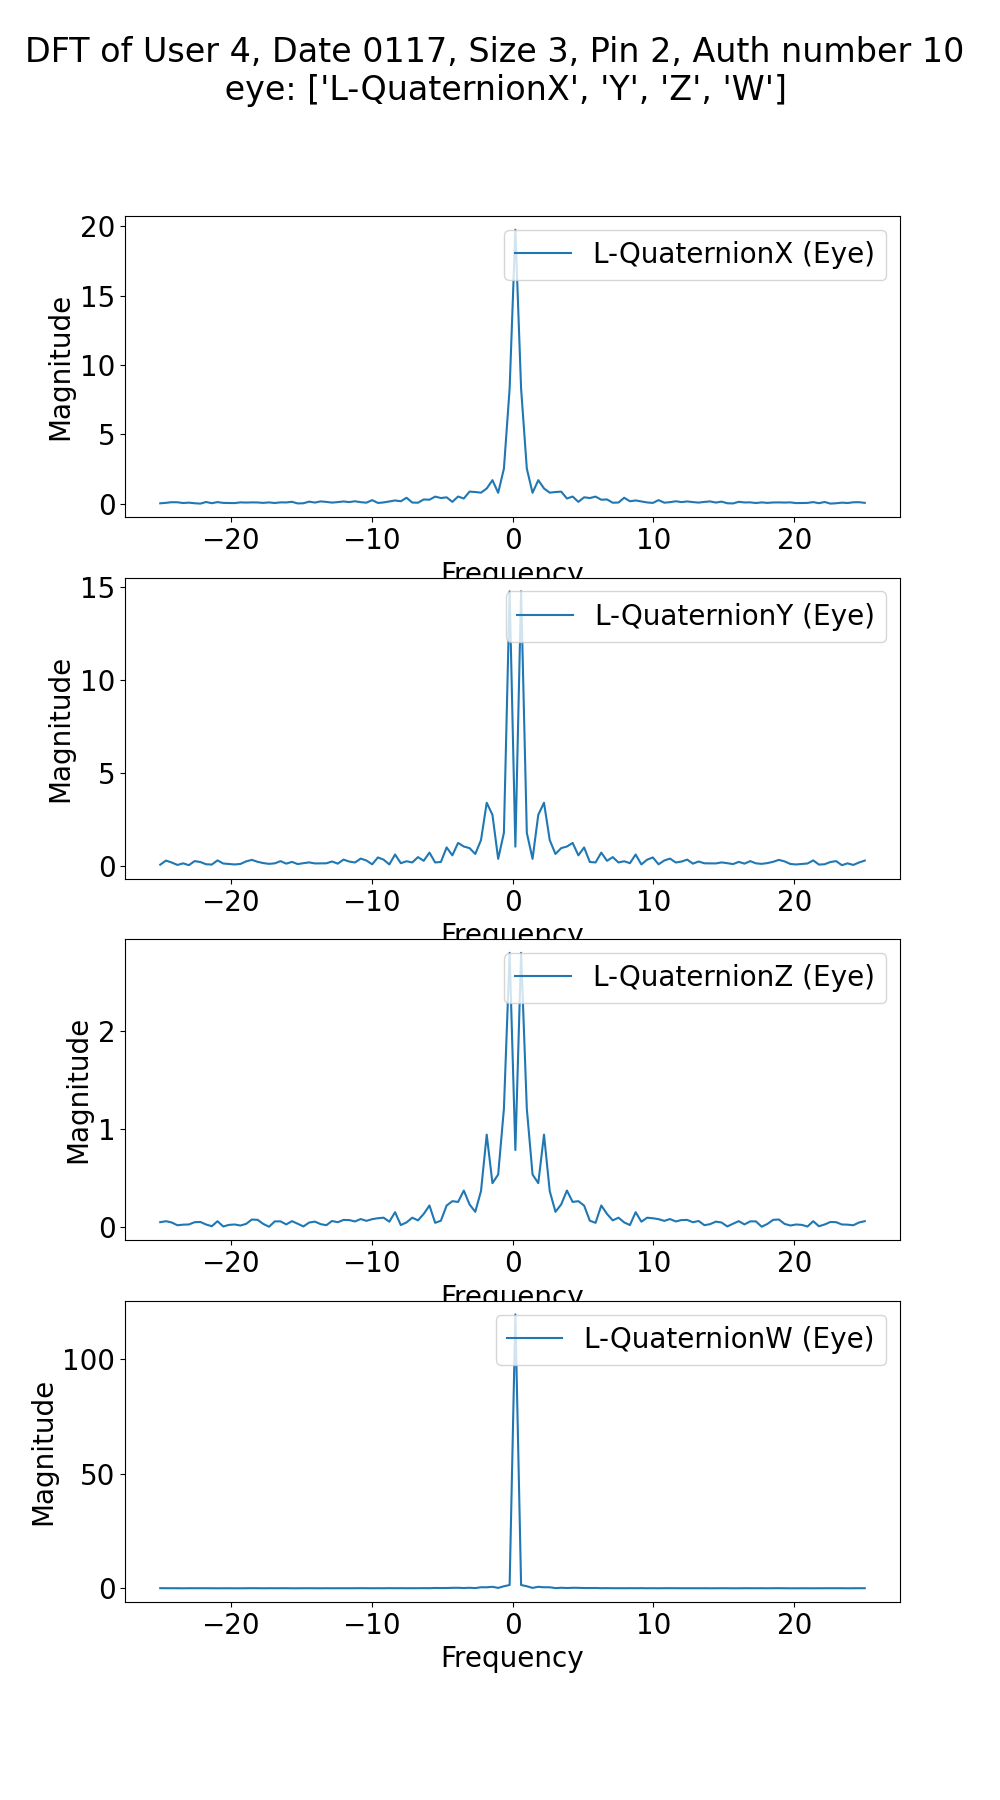 DFT of User 4, Date 0117, Size 3, Pin 2, Auth number 10
eye: ['L-QuaternionX', 'Y', 'Z', 'W']
20
15
10
5
0
Magnitude
L-QuaternionX (Eye)
−20 −10 0 10 20
Frequency
15
10
5
0
Magnitude
L-QuaternionY (Eye)
−20 −10 0 10 20
Frequency
2
1
0
Magnitude
L-QuaternionZ (Eye)
−20 −10 0 10 20
Frequency
100
50
0
Magnitude
L-QuaternionW (Eye)
−20 −10 0 10 20
Frequency